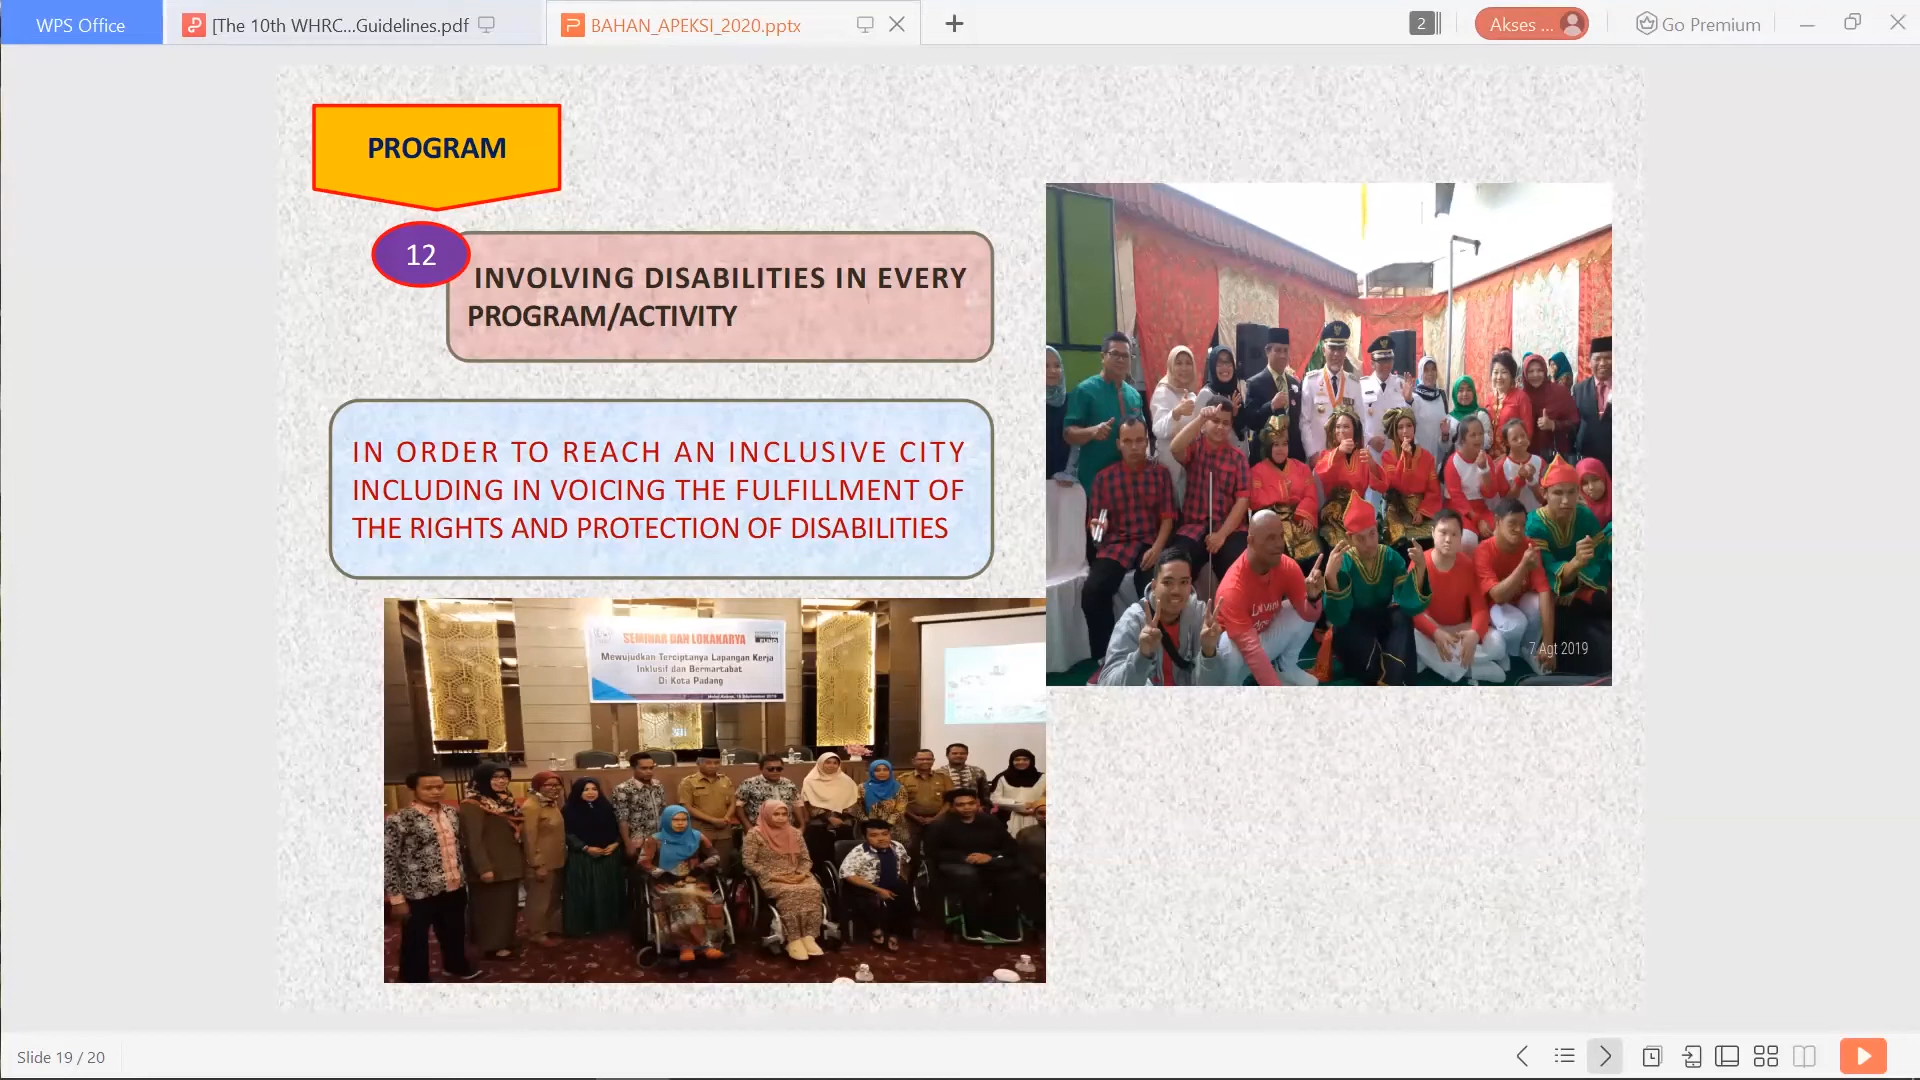 WPS Office
[The 10th WHRC...Guidelines.pdf
BAHAN_APEKSI_2020.pptx
2
Akses ...
Go Premium
PROGRAM
12
INVOLVING DISABILITIES IN EVERY
PROGRAM/ACTIVITY
IN ORDER TO REACH AN INCLUSIVE CITY
INCLUDING IN VOICING THE FULFILLMENT OF
THE RIGHTS AND PROTECTION OF DISABILITIES
7 Agt 2019
SEMINAR DAN LOKAKARYA
FUND
Mewujudkan Terciptanya Lapangan Kerja
Inklusif dan Bermartabat
Di Kota Padang
Slide 19 / 20